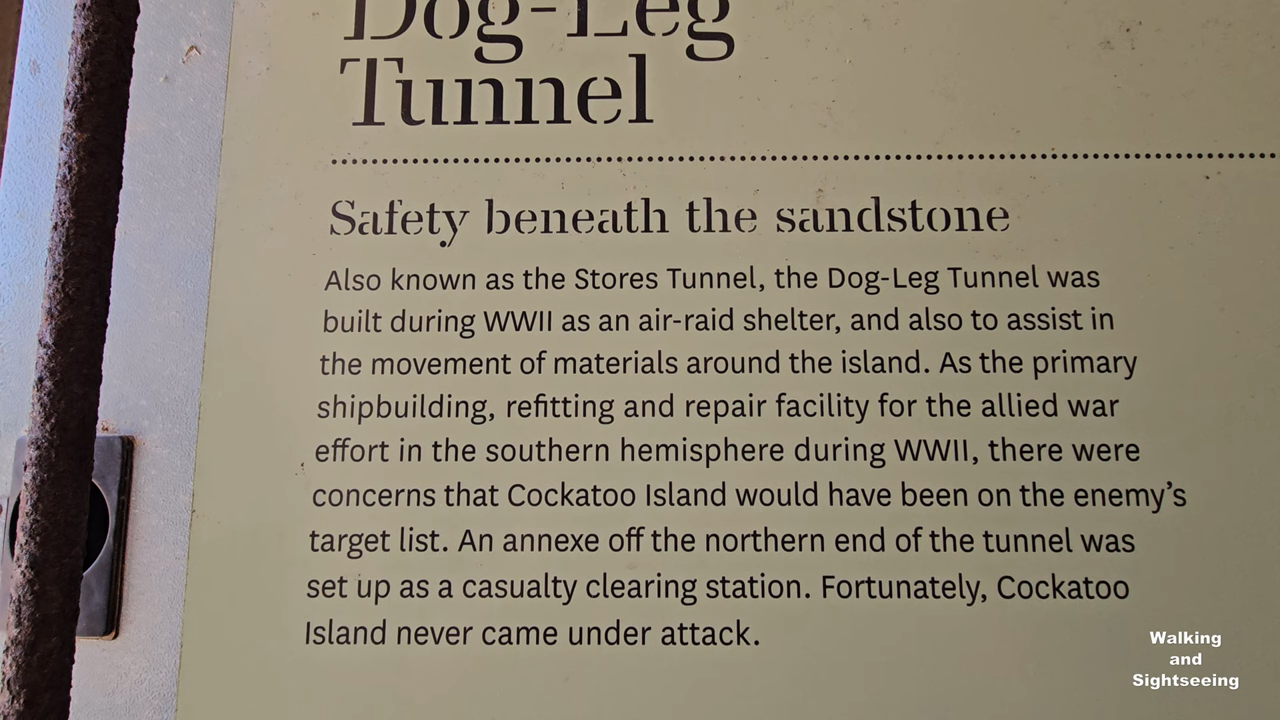 Dog-Leg
Tunnel
Safety beneath the sandstone
Also known as the Stores Tunnel, the Dog-Leg Tunnel was
built during WWII as an air-raid shelter, and also to assist in
the movement of materials around the island. As the primary
shipbuilding, refitting and repair facility for the allied war
effort in the southern hemisphere during WWII, there were
concerns that Cockatoo Island would have been on the enemy’s
target list. An annexe off the northern end of the tunnel was
set up as a casualty clearing station. Fortunately, Cockatoo
Island never came under attack.
Walking
and
Sightseeing